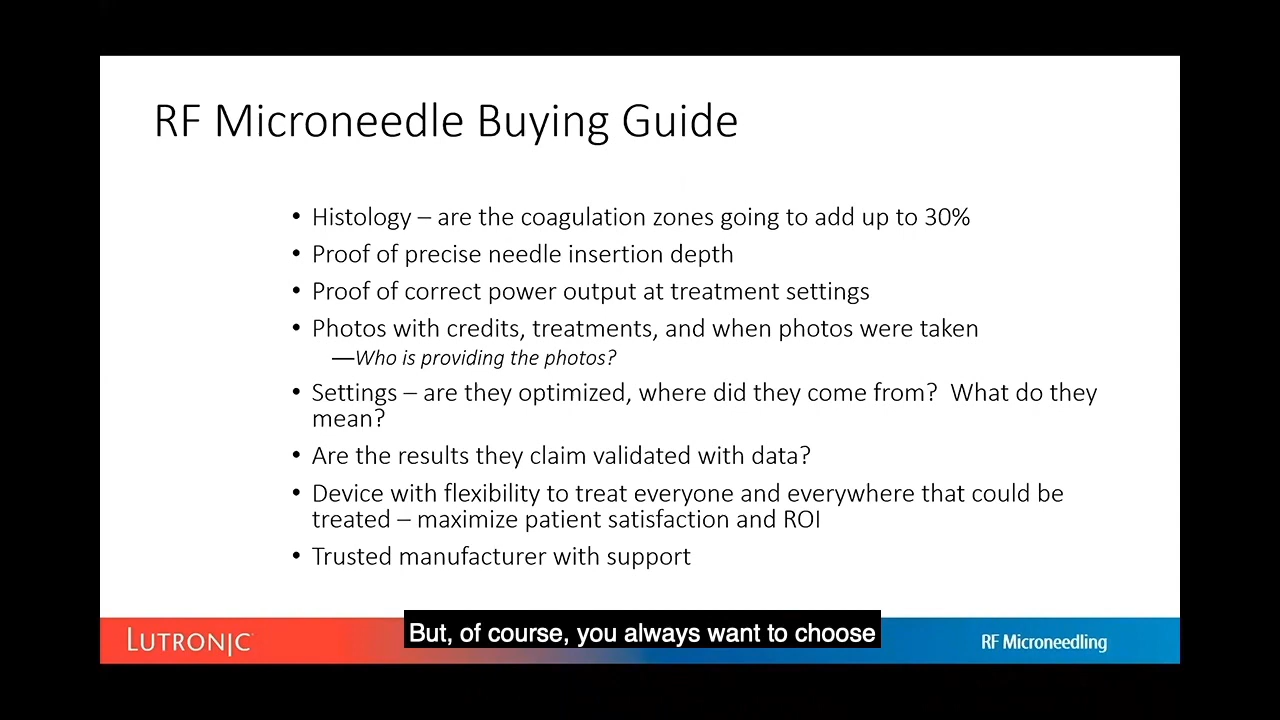 RF Microneedle Buying Guide
• Histology – are the coagulation zones going to add up to 30%
• Proof of precise needle insertion depth
• Proof of correct power output at treatment settings
• Photos with credits, treatments, and when photos were taken
—Who is providing the photos?
• Settings – are they optimized, where did they come from?  What do they
mean?
• Are the results they claim validated with data?
• Device with flexibility to treat everyone and everywhere that could be
treated – maximize patient satisfaction and ROI
• Trusted manufacturer with support
LUTRONIC
But, of course, you always want to choose
RF Microneedling